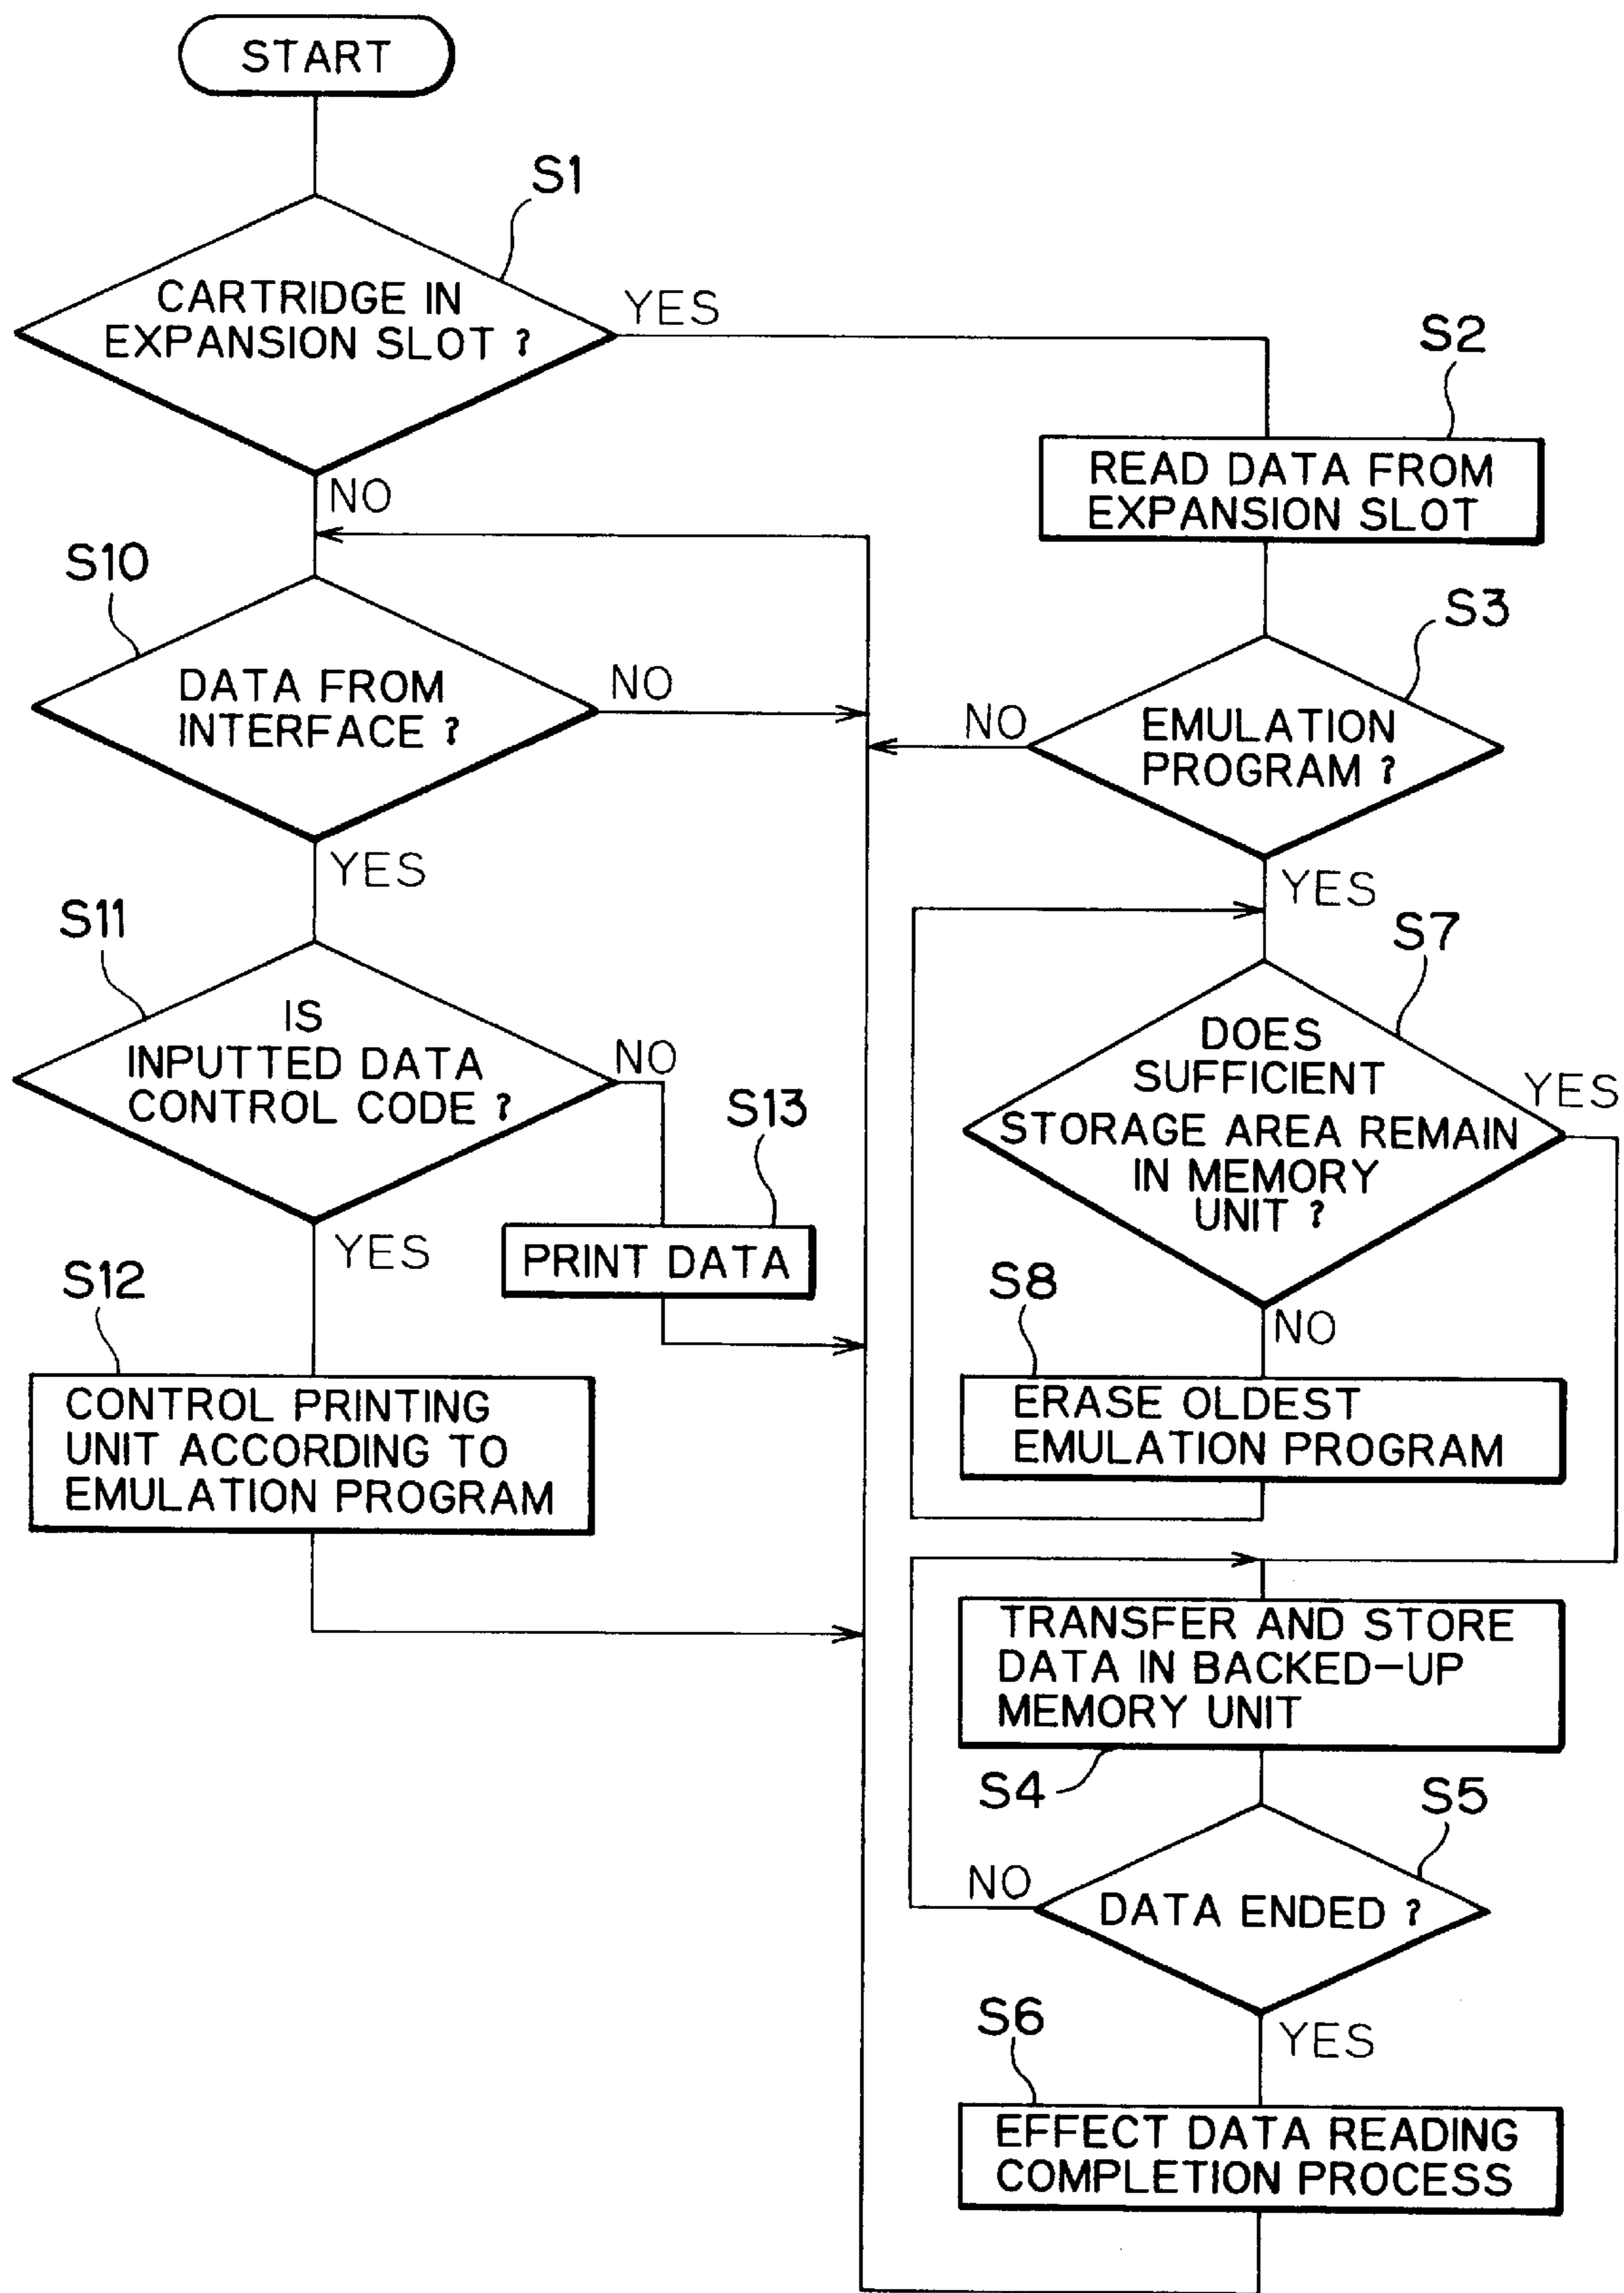 START
S1
CARTRIDGE IN
EXPANSION SLOT ?
YES
NO
S2
READ DATA FROM
EXPANSION SLOT
S10
DATA FROM
INTERFACE ?
NO
YES
S3
EMULATION
PROGRAM ?
NO
YES
S11
IS
INPUTTED DATA
CONTROL CODE ?
NO
YES
S13
PRINT DATA
S12
CONTROL PRINTING
UNIT ACCORDING TO
EMULATION PROGRAM
S7
DOES
SUFFICIENT
STORAGE AREA REMAIN
IN MEMORY
UNIT ?
YES
NO
S8
ERASE OLDEST
EMULATION PROGRAM
TRANSFER AND STORE
DATA IN BACKED-UP
MEMORY UNIT
S4
S5
DATA ENDED ?
NO
YES
S6
EFFECT DATA READING
COMPLETION PROCESS